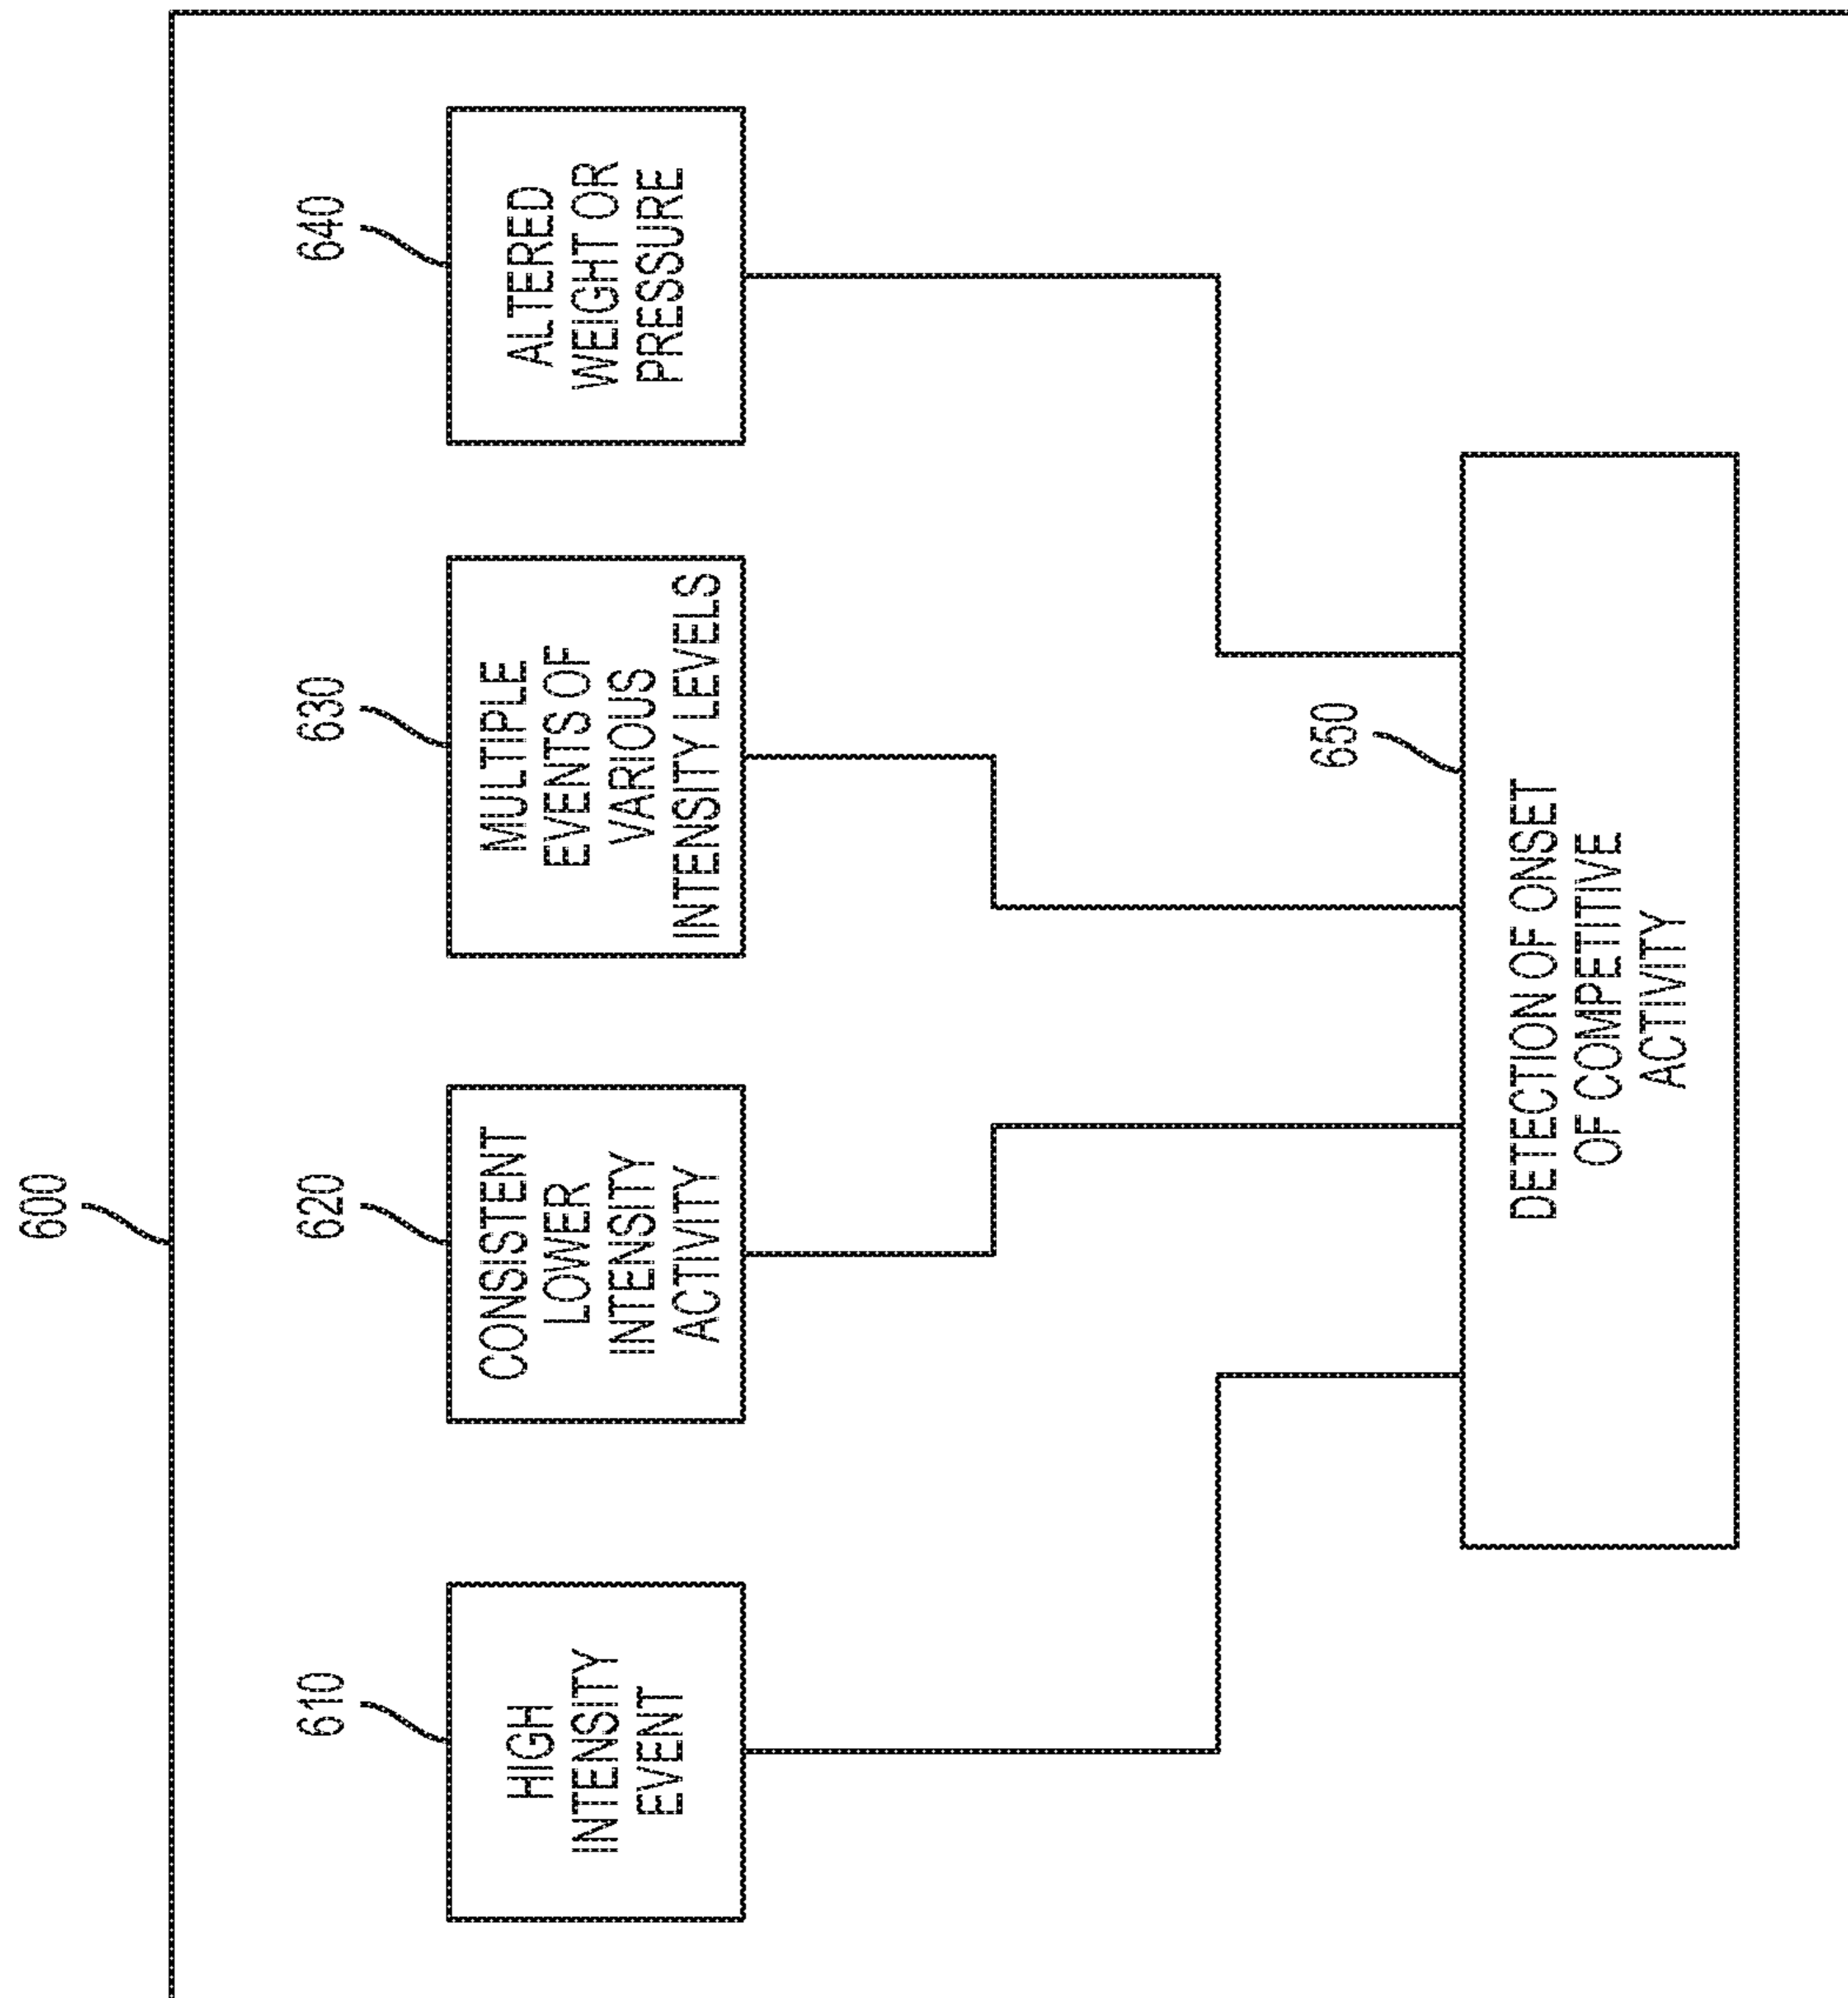 600
610
HIGH
INTENSITY
EVENT
620
CONSISTENT
LOWER
INTENSITY
ACTIVITY
630
MULTIPLE
EVENTS OF
VARIOUS
INTENSITY LEVELS
640
ALTERED
WEIGHT OR
PRESSURE
650
DETECTION OF ONSET
OF COMPETITIVE
ACTIVITY